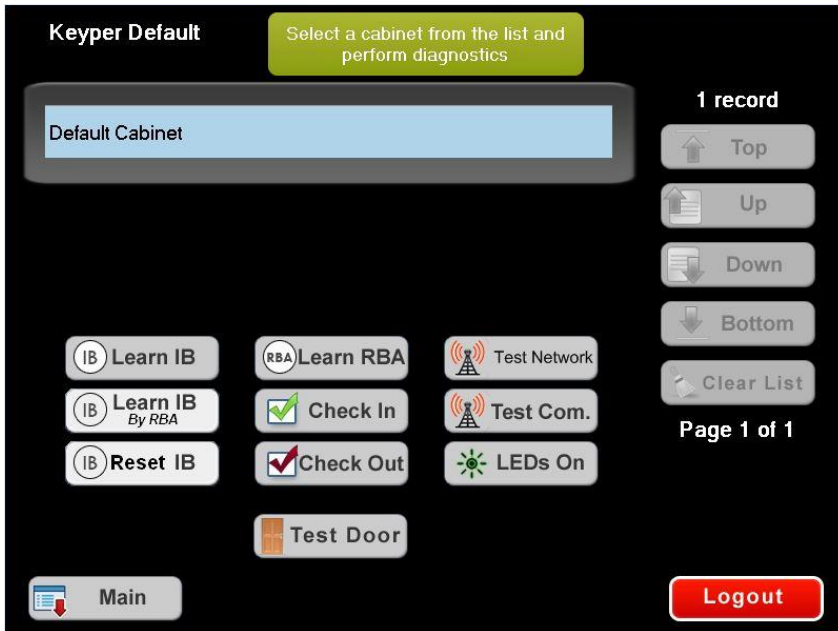 Keyper Default
Select a cabinet from the list and
perform diagnostics
Default Cabinet
1 record
Top
Up
Down
Bottom
Clear List
Page 1 of 1
IB Learn IB
RBA Learn RBA
Test Network
IB Learn IB
By RBA
Check In
Test Com.
IB Reset IB
Check Out
LEDs On
Test Door
Main
Logout